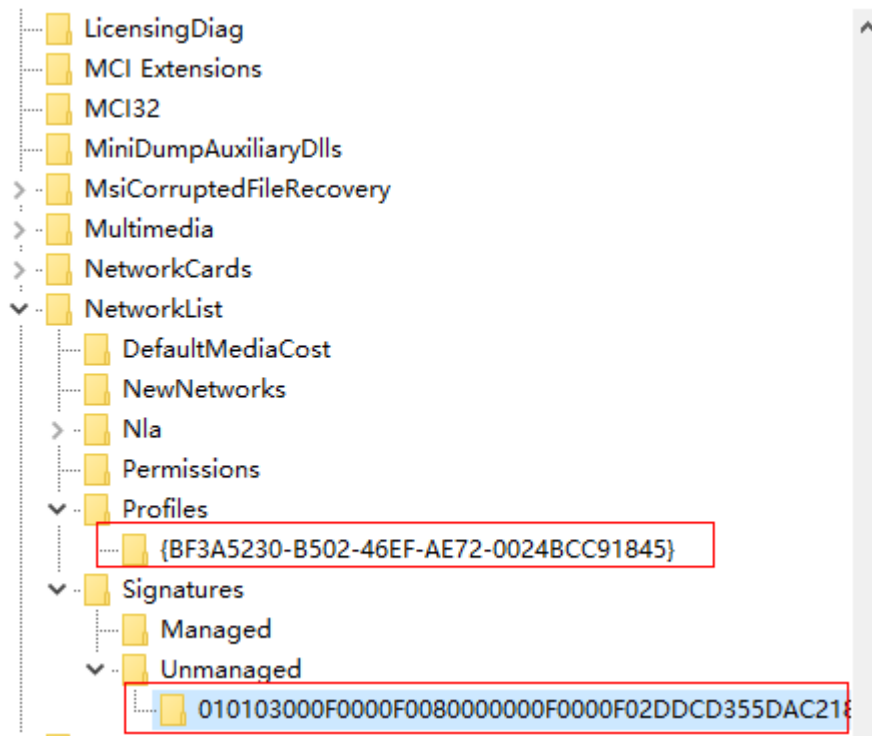 LicensingDiag
MCI Extensions
MCI32
MiniDumpAuxiliaryDlls
MsiCorruptedFileRecovery
Multimedia
NetworkCards
NetworkList
DefaultMediaCost
NewNetworks
Nla
Permissions
Profiles
{BF3A5230-B502-46EF-AE72-0024BCC91845}
Signatures
Managed
Unmanaged
010103000F0000F0080000000F0000F02DDCD355DAC218